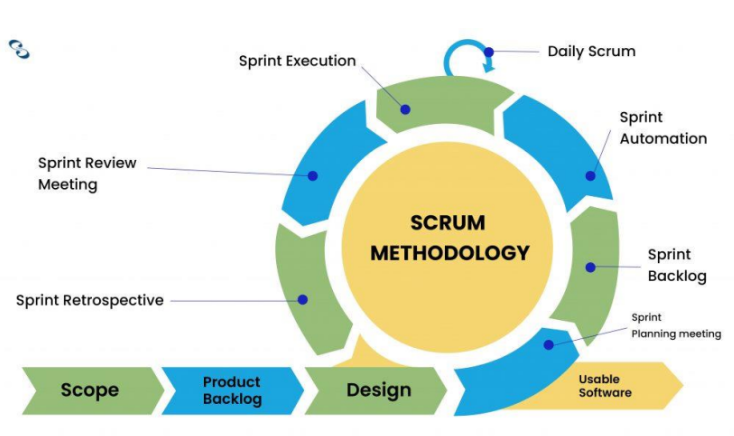 Sprint Execution
Daily Scrum
Sprint
Automation
Sprint Review
Meeting
SCRUM
METHODOLOGY
Sprint
Backlog
Sprint Retrospective
Sprint
Planning meeting
Scope
Product
Backlog
Design
Usable
Software